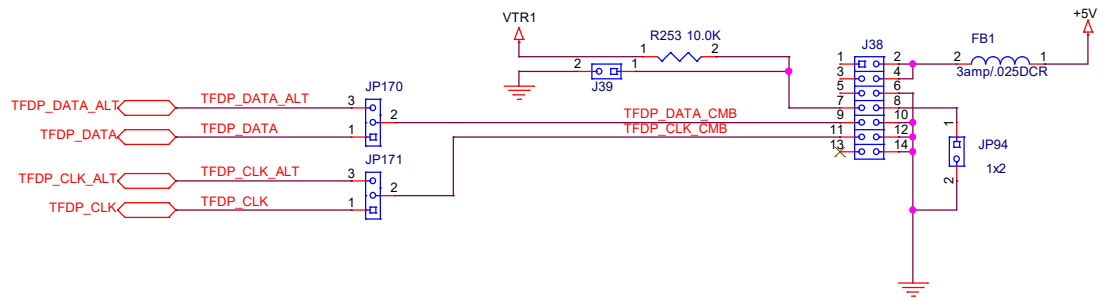 +5V
VTR1
R253 10.0K
1 2
J38
FB1
1 2
2 1
3amp/.025DCR
2 1
J39
3 4
5 6
JP170
TFDP_DATA_ALT TFDP_DATA_ALT 3
7 8
2 TFDP_DATA_CMB 9 10
1
TFDP_DATA TFDP_DATA 1
TFDP_CLK_CMB 11 12
JP94
13 14
JP171
1x2
TFDP_CLK_ALT TFDP_CLK_ALT 3
2
2
TFDP_CLK TFDP_CLK 1